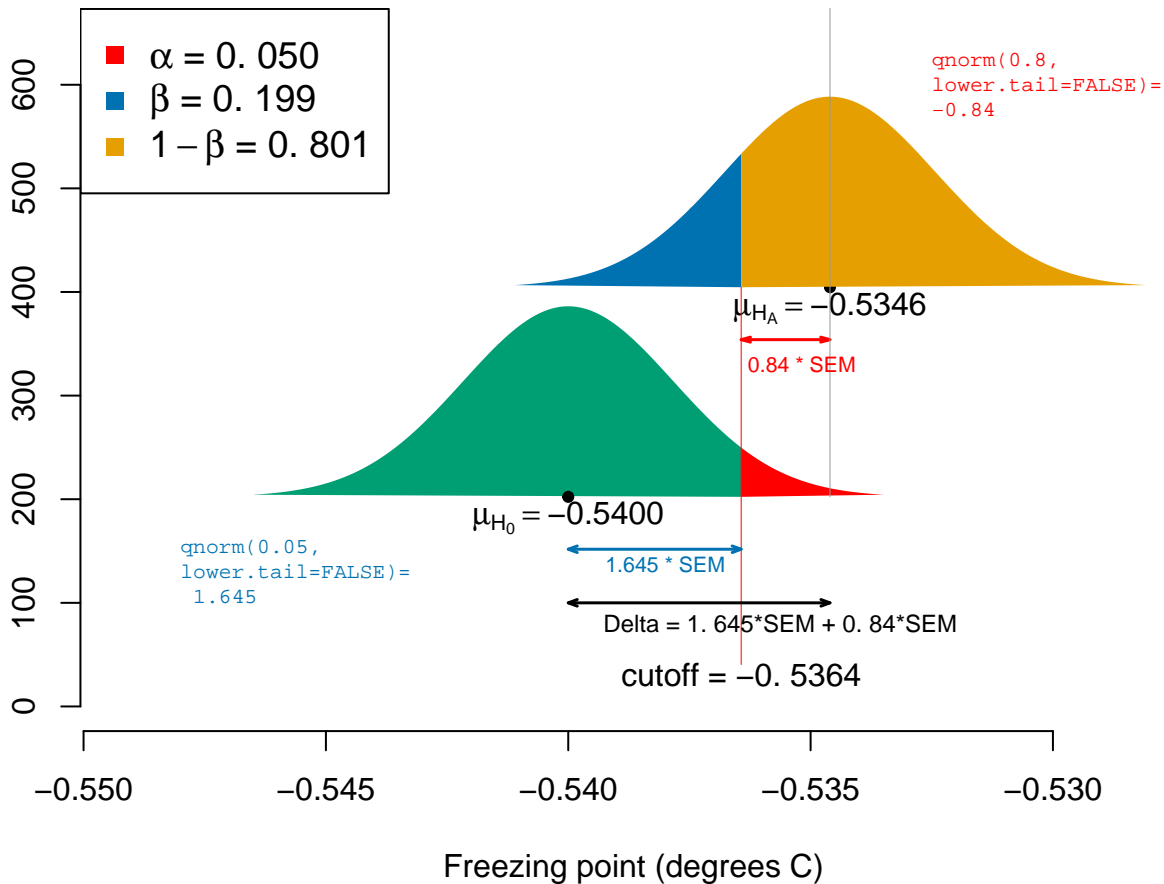 α = 0. 050
β = 0. 199
1 − β = 0. 801
qnorm(0.8,
lower.tail=FALSE)=
-0.84
600
500
400
300
200
100
0
μHA = −0.5346
0.84 * SEM
μH0 = −0.5400
qnorm(0.05,
lower.tail=FALSE)=
1.645
1.645 * SEM
Delta = 1. 645*SEM + 0. 84*SEM
cutoff = −0. 5364
−0.550 −0.545 −0.540 −0.535 −0.530
Freezing point (degrees C)